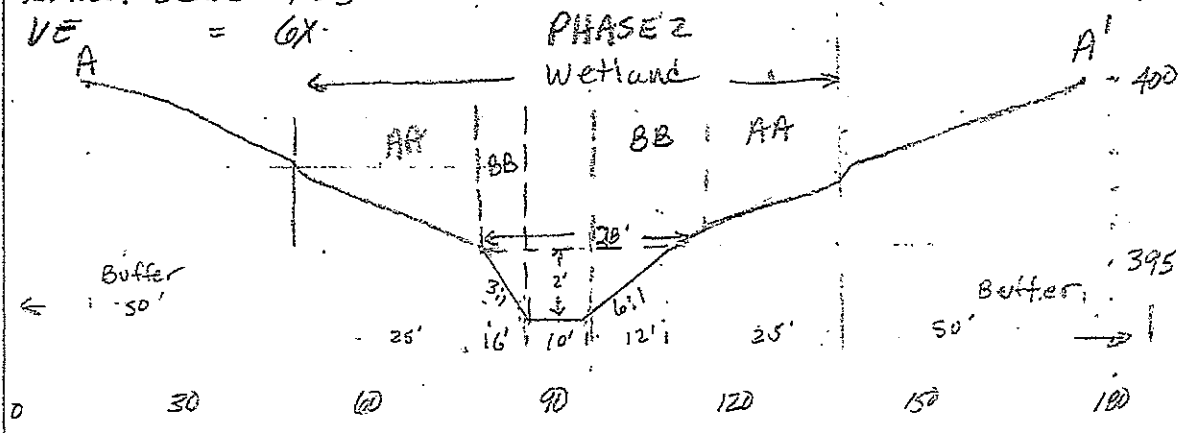 VE = 6X
PHASE 2
A
Wetland
A'
400
AA
BB
BB
AA
28'
2'
395
3:1
6:1
Buffer
50'
Buffer
50'
25'
6'
10'
12'
25'
0 30 60 90 120 150 180